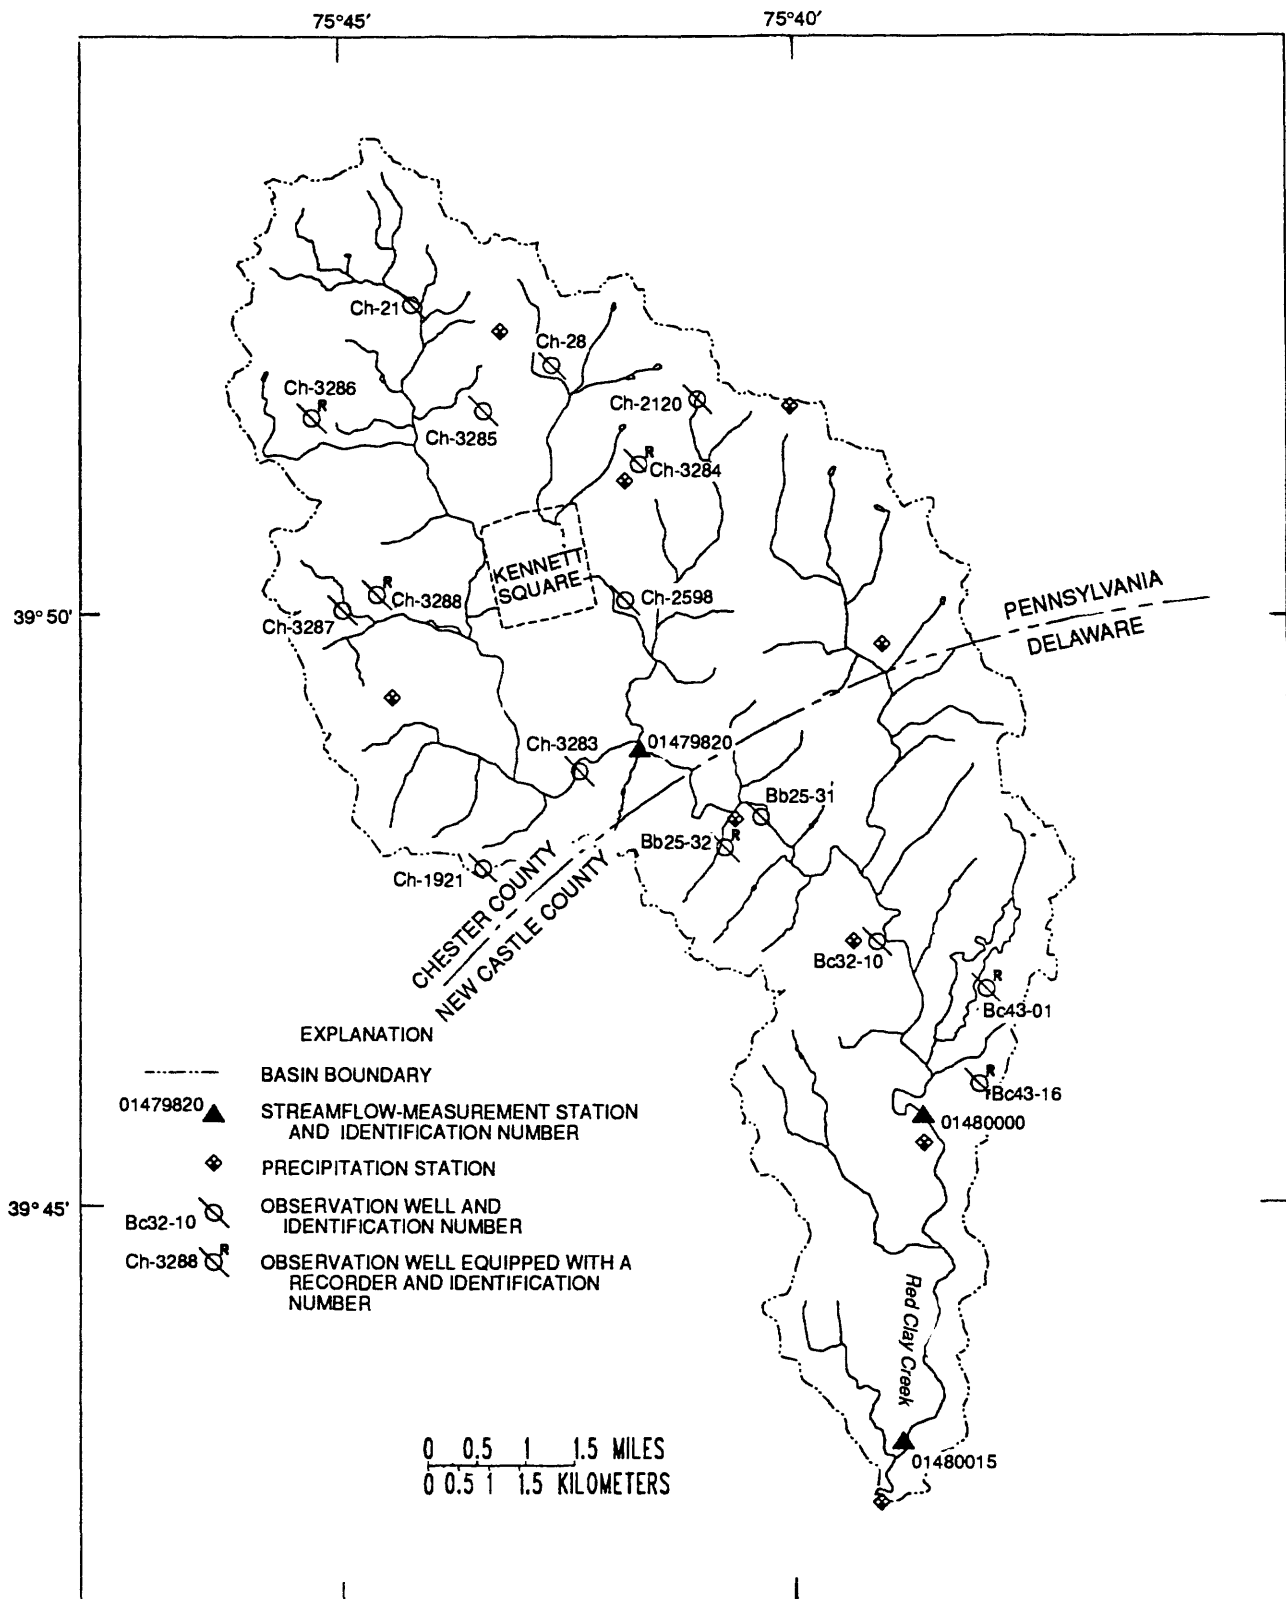 75°45'
75°40'
Ch-21
Ch-28
Ch-3286
R
Ch-2120
Ch-3285
R
Ch-3284
KENNETT
SQUARE
R
Ch-3288
Ch-2598
39°50'
Ch-3287
PENNSYLVANIA
DELAWARE
Ch-3283
01479820
Bb25-31
Bb25-32
R
Ch-1921
CHESTER COUNTY
NEW CASTLE COUNTY
Bc32-10
R
Bc43-01
R
rBc43-16
01480000
EXPLANATION
BASIN BOUNDARY
01479820
STREAMFLOW-MEASUREMENT STATION
AND IDENTIFICATION NUMBER
PRECIPITATION STATION
39°45'
Bc32-10
OBSERVATION WELL AND
IDENTIFICATION NUMBER
Ch-3288
R
OBSERVATION WELL EQUIPPED WITH A
RECORDER AND IDENTIFICATION
NUMBER
Red Clay Creek
01480015
0 0.5 1 1.5 MILES
0 0.5 1 1.5 KILOMETERS